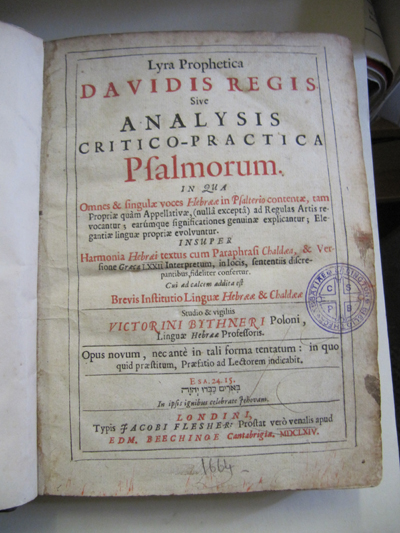 Lyra Prophetica
DAVIDIS REGIS
Sive
ANALYSIS
CRITICO-PRACTICA
Psalmorum.
IN QUA
Omnes & singulæ voces Hebrææ in Psalterio contentæ, tam
Propriæ quàm Appellativæ, (nullâ exceptâ) ad Regulas Artis re-
vocantur; earúmque significationes genuinæ explicantur; Ele-
gantiæ linguæ propriæ evolvuntur.
INSUPER
Harmonia Hebræi textus cum Paraphrasi Chaldæa, & Ver-
sione Græca LXXII Interpretum, in locis, sententiis discre-
pantibus, fideliter confertur.
Cui ad calcem addita est
Brevis Institutio Linguæ Hebrææ & Chaldææ
Studio & vigiliis
VICTORINI BYTHNERI Poloni,
Linguæ Hebrææ Professoris.
Opus novum, nec antè in tali forma tentatum: in quo
quid præstitum, Præfatio ad Lectorem indicabit.
ESA. 24. 15.
באורים כבדו יהוה
In ipsis ignibus celebrate Jehovam.
LONDINI,
Typis JACOBI FLESHER: Prostat verò venalis apud
EDM. BEECHINOE Cantabrigiæ. MDCLXIV.
1664
C S
P B